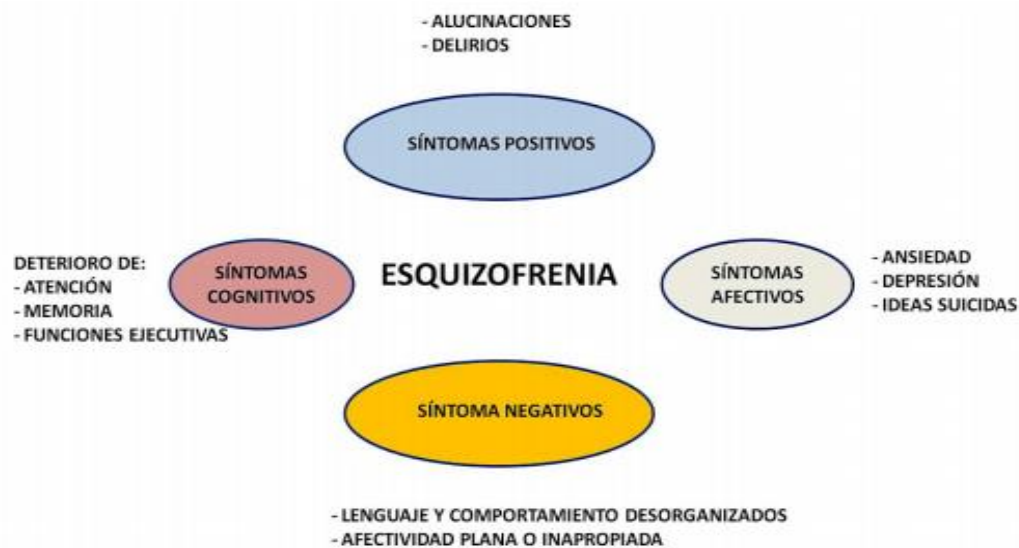 - ALUCINACIONES
- DELIRIOS
SÍNTOMAS POSITIVOS
DETERIORO DE:
- ATENCIÓN
- MEMORIA
- FUNCIONES EJECUTIVAS
SÍNTOMAS
COGNITIVOS
ESQUIZOFRENIA
SÍNTOMAS
AFECTIVOS
- ANSIEDAD
- DEPRESIÓN
- IDEAS SUICIDAS
SÍNTOMA NEGATIVOS
- LENGUAJE Y COMPORTAMIENTO DESORGANIZADOS
- AFECTIVIDAD PLANA O INAPROPIADA